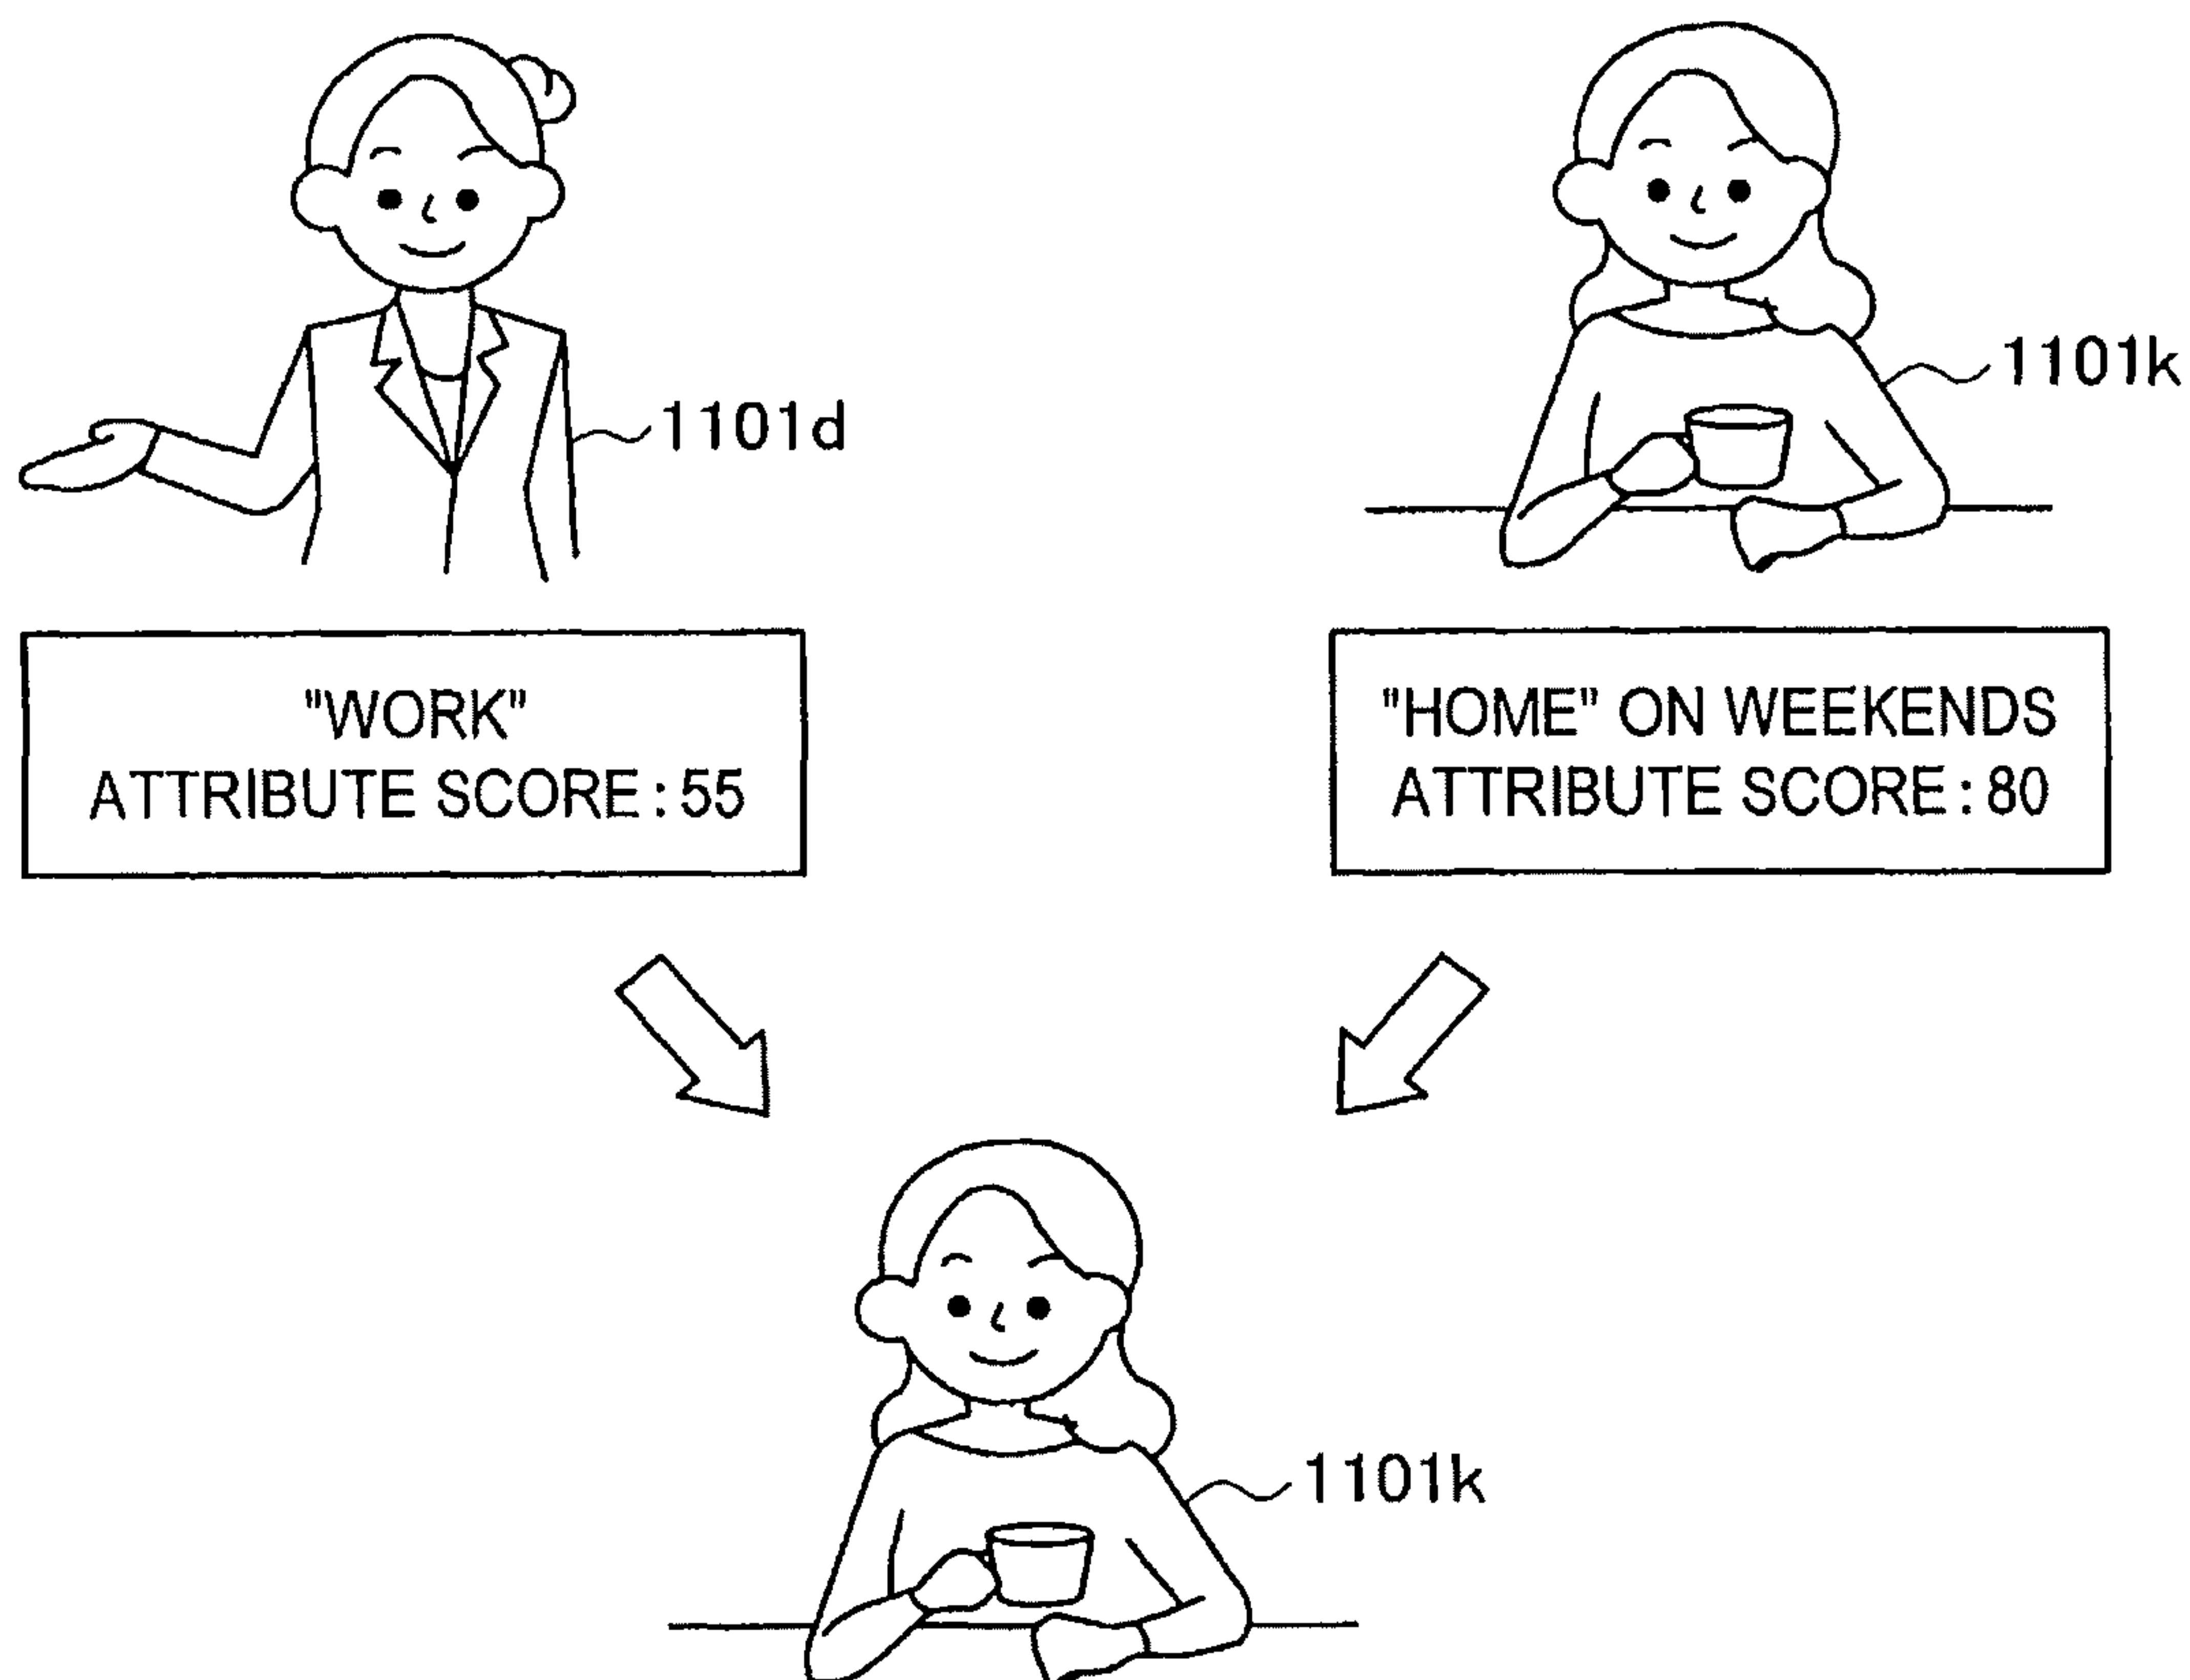 1101d
1101k
"WORK"
ATTRIBUTE SCORE : 55
"HOME" ON WEEKENDS
ATTRIBUTE SCORE : 80
1101k